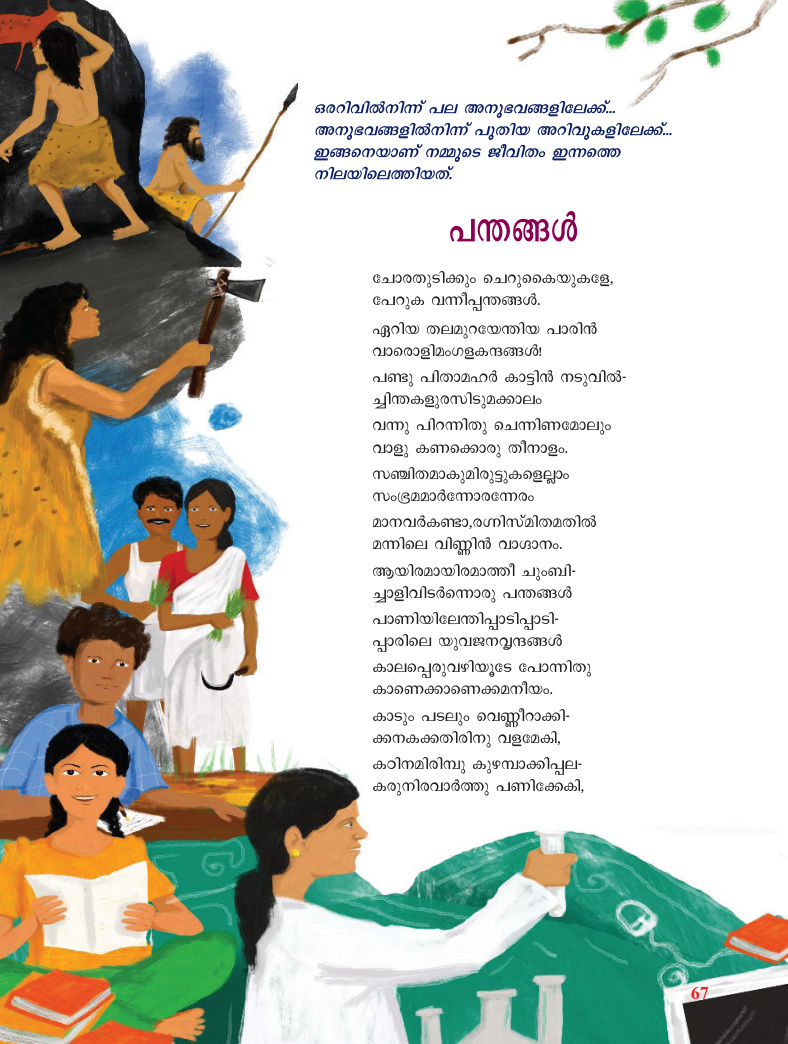 ഒരറിവിൽനിന്ന് പല അനുഭവങ്ങളിലേക്ക്...
അനുഭവങ്ങളിൽനിന്ന് പുതിയ അറിവുകളിലേക്ക്...
ഇങ്ങനെയാണ് നമ്മുടെ ജീവിതം ഇന്നത്തെ
നിലയിലെത്തിയത്.
പന്തങ്ങൾ
ചോരതുടിക്കും ചെറുകൈയുകളേ,
പേറുക വന്നീപ്പന്തങ്ങൾ.
ഏറിയ തലമുറയേന്തിയ പാരിൻ
വാരൊളിമംഗളകന്ദങ്ങൾ!
പണ്ടു പിതാമഹർ കാട്ടിൻ നടുവിൽ-
ച്ചിന്തകളുരസിടുമക്കാലം
വന്നു പിറന്നിതു ചെന്നിണമോലും
വാളു കണക്കൊരു തീനാളം.
സഞ്ചിതമാകുമിരുട്ടുകളെല്ലാം
സംഭ്രമമാർന്നോരന്നേരം
മാനവർകണ്ടാ,രഗ്നിസ്മിതമതിൽ
മന്നിലെ വിണ്ണിൻ വാഗ്ദാനം.
ആയിരമായിരമാത്തീ ചുംബി-
ച്ചാളിവിടർന്നൊരു പന്തങ്ങൾ
പാണിയിലേന്തിപ്പാടിപ്പാടി-
പ്പാരിലെ യുവജനവൃന്ദങ്ങൾ
കാലപ്പെരുവഴിയൂടേ പോന്നിതു
കാണെക്കാണെക്കമനീയം.
കാടും പടലും വെണ്ണീറാക്കി-
ക്കനകക്കതിരിനു വളമേകി,
കഠിനമിരിമ്പു കുഴമ്പാക്കിപ്പല-
കരുനിരവാർത്തു പണിക്കേകി,
67